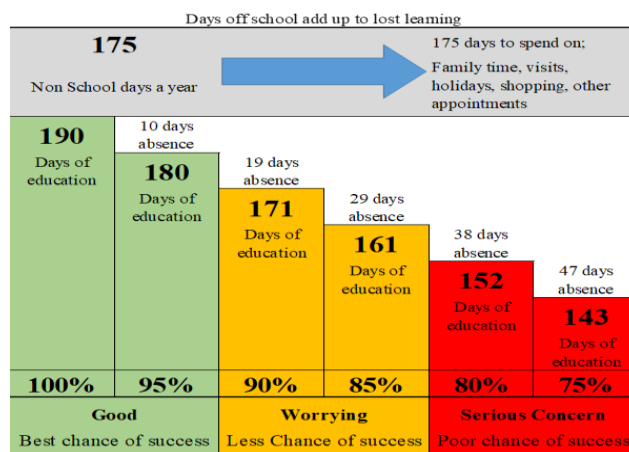 Days off school add up to lost learning
175
Non School days a year
175 days to spend on;
Family time, visits,
holidays, shopping, other
appointments
190
Days of
education
10 days
absence
180
Days of
education
19 days
absence
171
Days of
education
29 days
absence
161
Days of
education
38 days
absence
152
Days of
education
47 days
absence
143
Days of
education
100%
95%
90%
85%
80%
75%
Good
Best chance of success
Worrying
Less Chance of success
Serious Concern
Poor chance of success